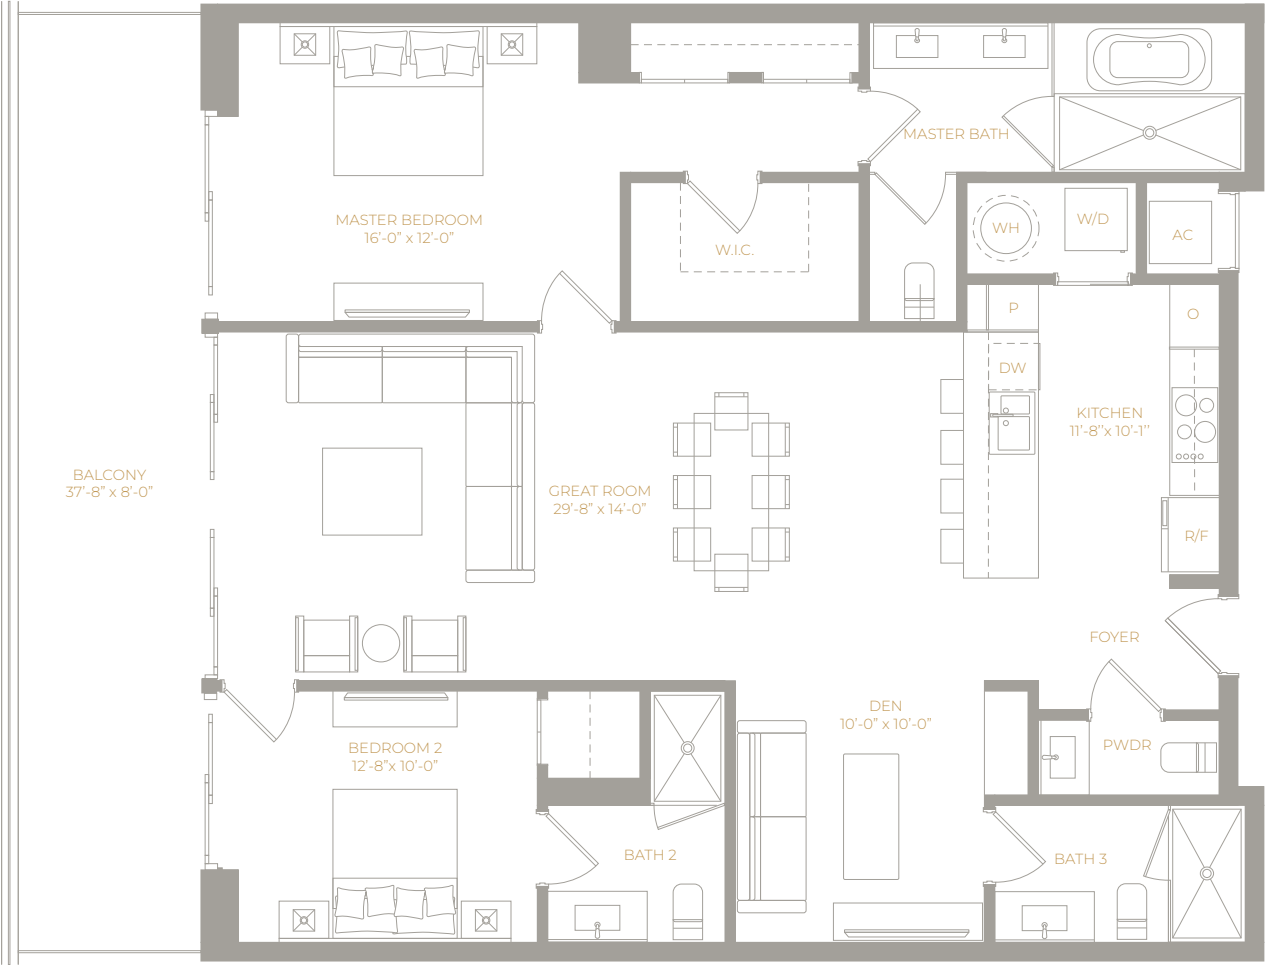 MASTER BATH
MASTER BEDROOM
16’-0” x 12’-0”
W.I.C.
WH
W/D
AC
P
O
DW
KITCHEN
11’-8’’x 10’-1’’
BALCONY
37’-8” x 8’-0”
GREAT ROOM
29’-8” x 14’-0”
R/F
FOYER
DEN
10’-0” x 10’-0”
BEDROOM 2
12’-8”x 10’-0”
PWDR
BATH 2
BATH 3